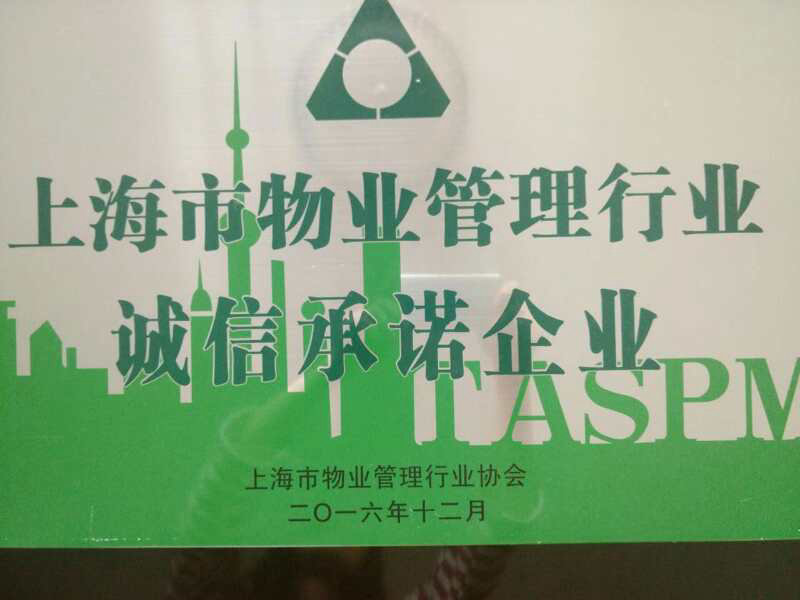 上海市物业管理行业
诚信承诺企业
TASPM
上海市物业管理行业协会
二〇一六年十二月